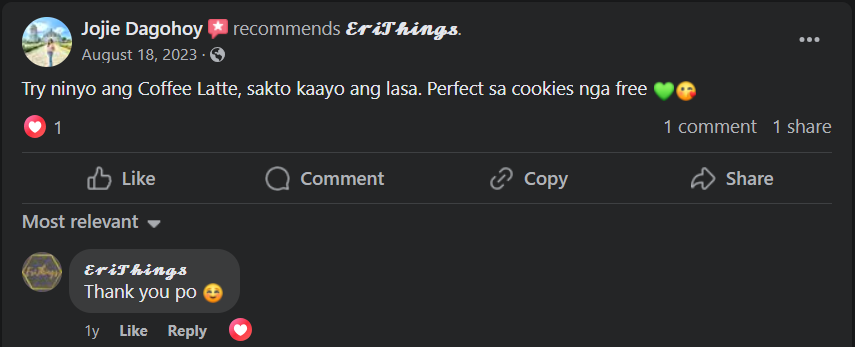 Jojie Dagohoy recommends 𝓔𝓻𝓲𝓣𝓱𝓲𝓷𝓰𝓼.
August 18, 2023 ·
Try ninyo ang Coffee Latte, sakto kaayo ang lasa. Perfect sa cookies nga free 💚😘
1
1 comment 1 share
Like Comment Copy Share
Most relevant
EriThings
𝓔𝓻𝓲𝓣𝓱𝓲𝓷𝓰𝓼
Thank you po ☺️
1y Like Reply